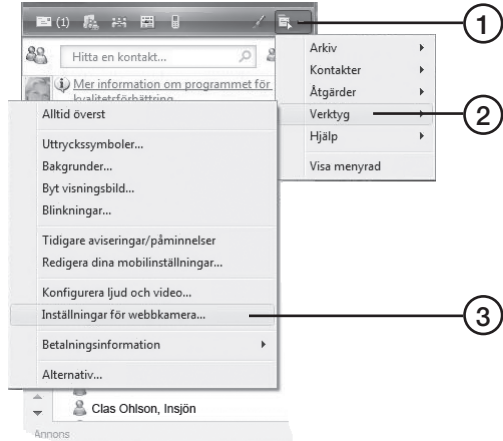 (1)
1
Hitta en kontakt...
Mer information om programmet för
kvalitetsförbättring
Arkiv
Kontakter
Åtgärder
Verktyg
2
Hjälp
Visa menyrad
Alltid överst
Uttryckssymboler...
Bakgrunder...
Byt visningsbild...
Blinkningar...
Tidigare aviseringar/påminnelser
Redigera dina mobilinställningar...
Konfigurera ljud och video...
Inställningar för webbkamera...
3
Betalningsinformation
Alternativ...
Clas Ohlson, Insjön
Annons